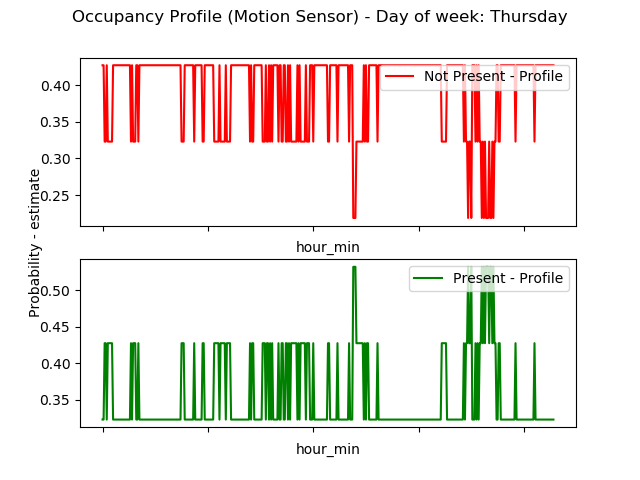 Occupancy Profile (Motion Sensor) - Day of week: Thursday
Probability - estimate
0.40
0.35
0.30
0.25
Not Present - Profile
hour_min
0.50
0.45
0.40
0.35
Present - Profile
hour_min